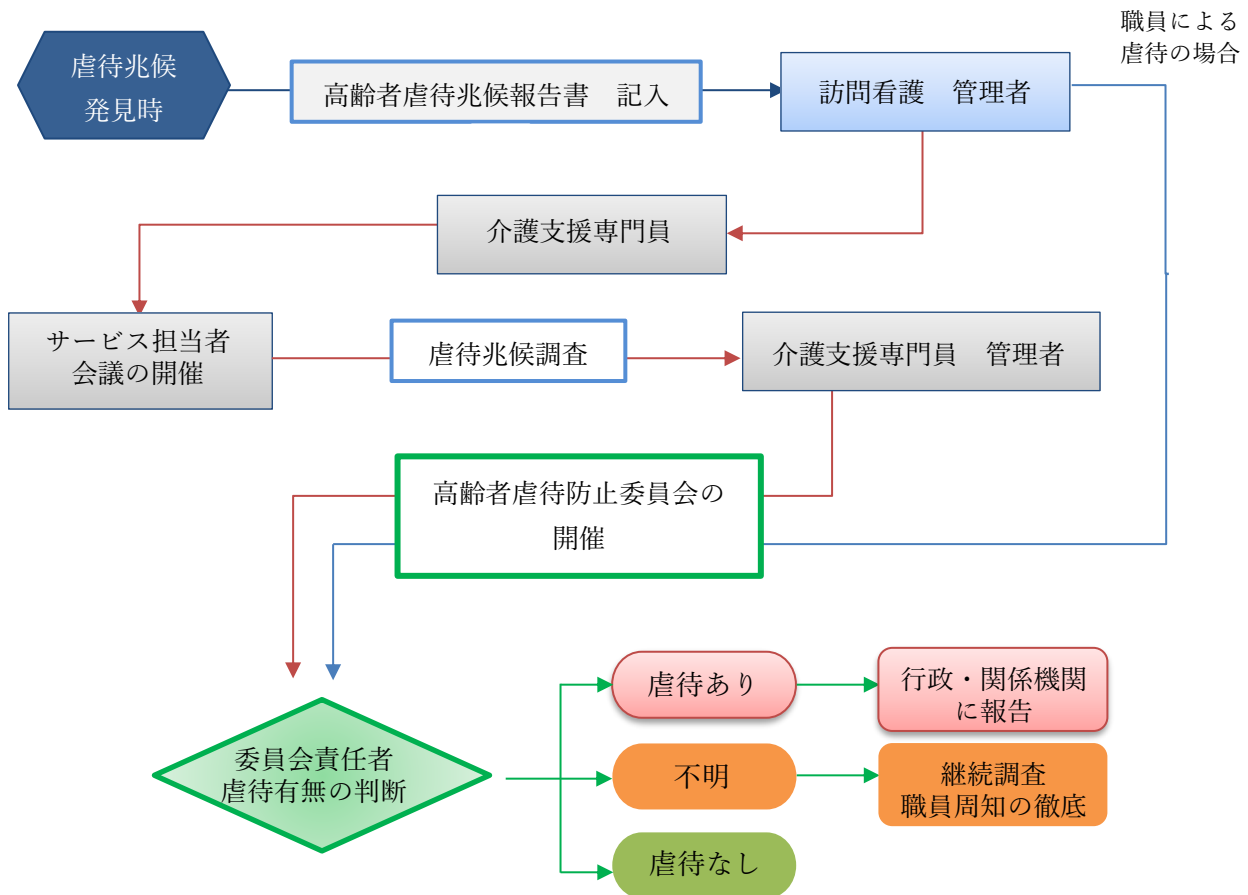 職員による
虐待の場合
虐待兆候
発見時
高齢者虐待兆候報告書　記入
訪問看護　管理者
介護支援専門員
サービス担当者
会議の開催
虐待兆候調査
介護支援専門員　管理者
高齢者虐待防止委員会の
開催
委員会責任者
虐待有無の判断
虐待あり
行政・関係機関
に報告
不明
継続調査
職員周知の徹底
虐待なし